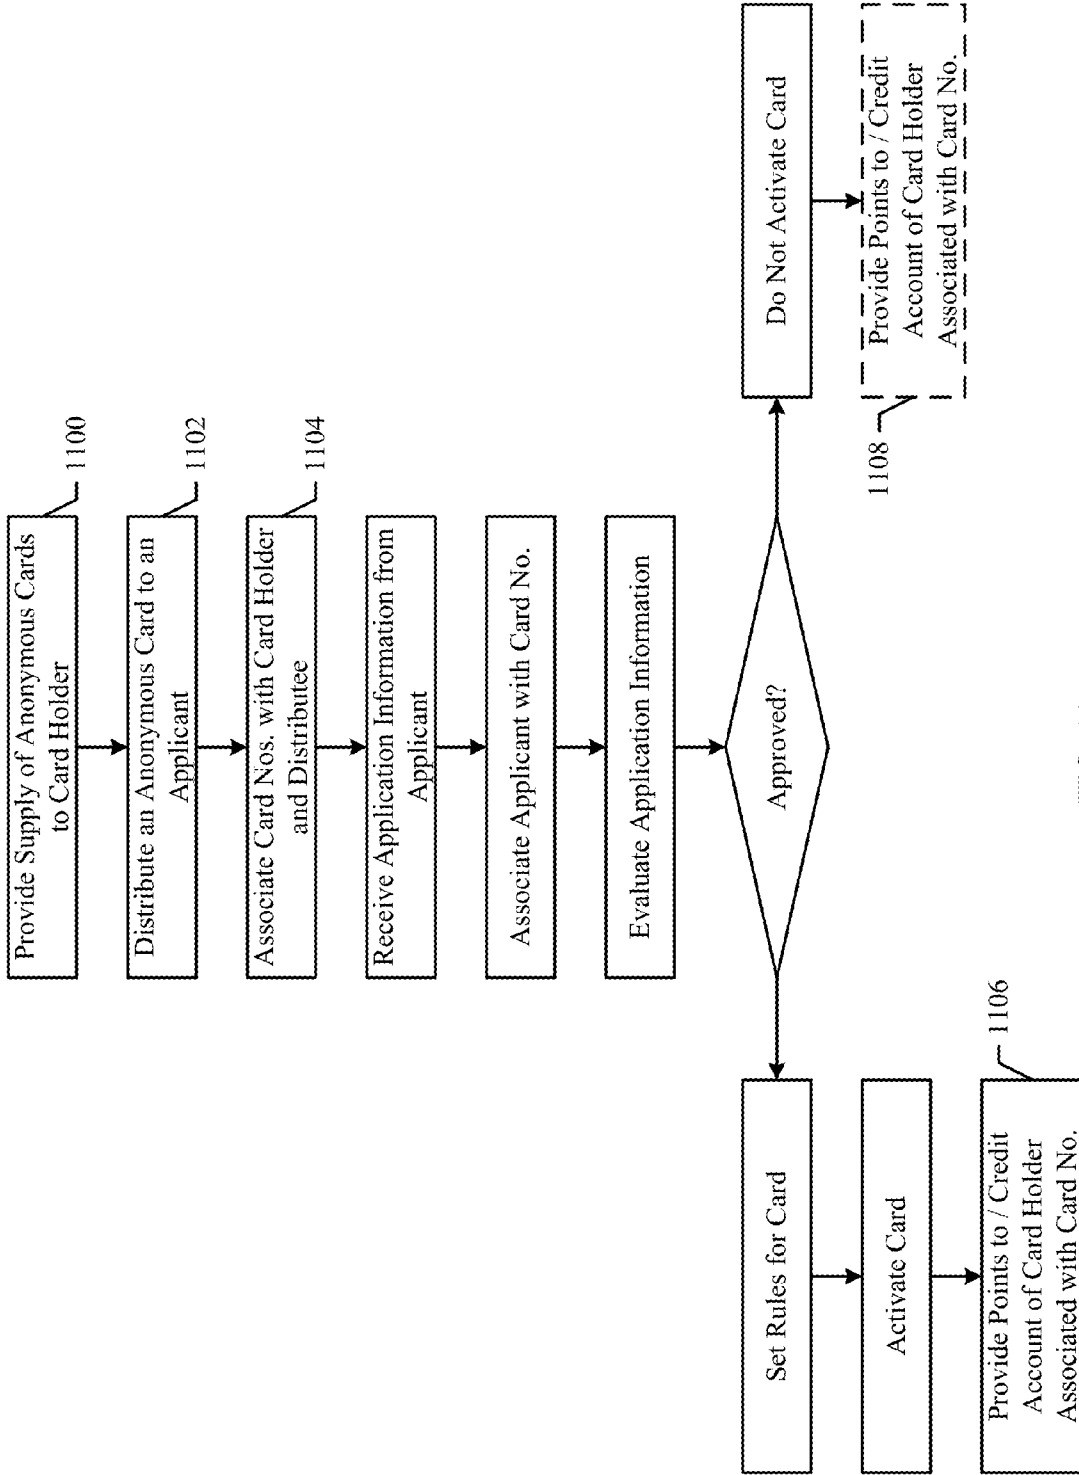 Provide Supply of Anonymous Cards
to Card Holder
1100
Distribute an Anonymous Card to an
Applicant
1102
Associate Card Nos. with Card Holder
and Distributee
1104
Receive Application Information from
Applicant
Associate Applicant with Card No.
Evaluate Application Information
Approved?
Set Rules for Card
Activate Card
Provide Points to / Credit
Account of Card Holder
Associated with Card No.
1106
Do Not Activate Card
1108
Provide Points to / Credit
Account of Card Holder
Associated with Card No.